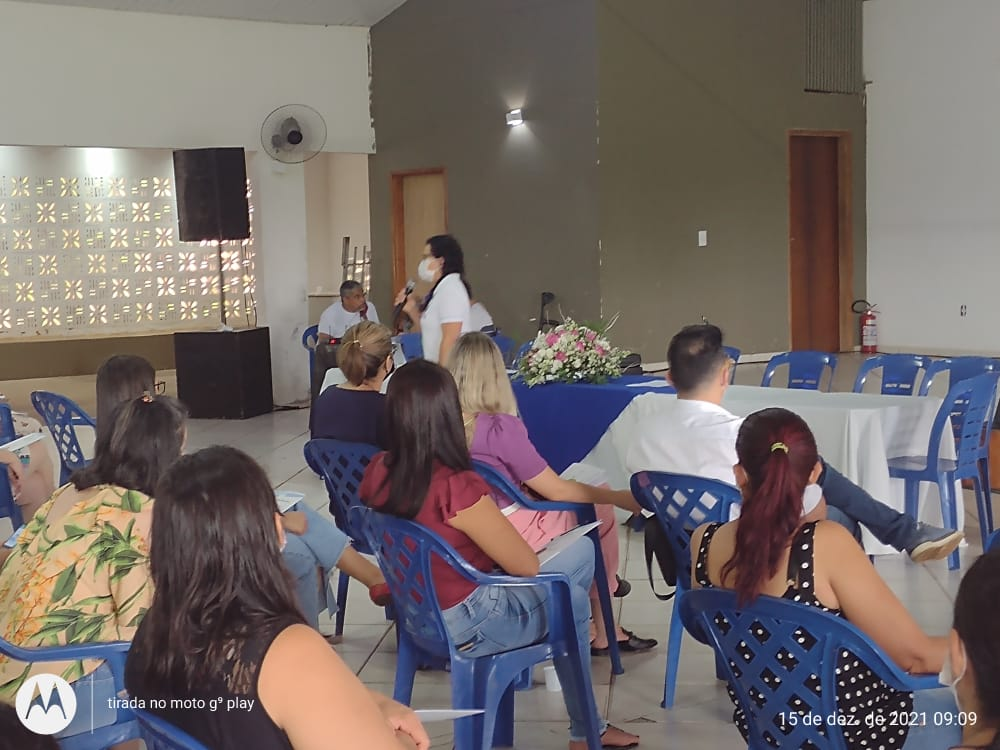 tirada no moto g⁹ play
15 de dez. de 2021 09:09